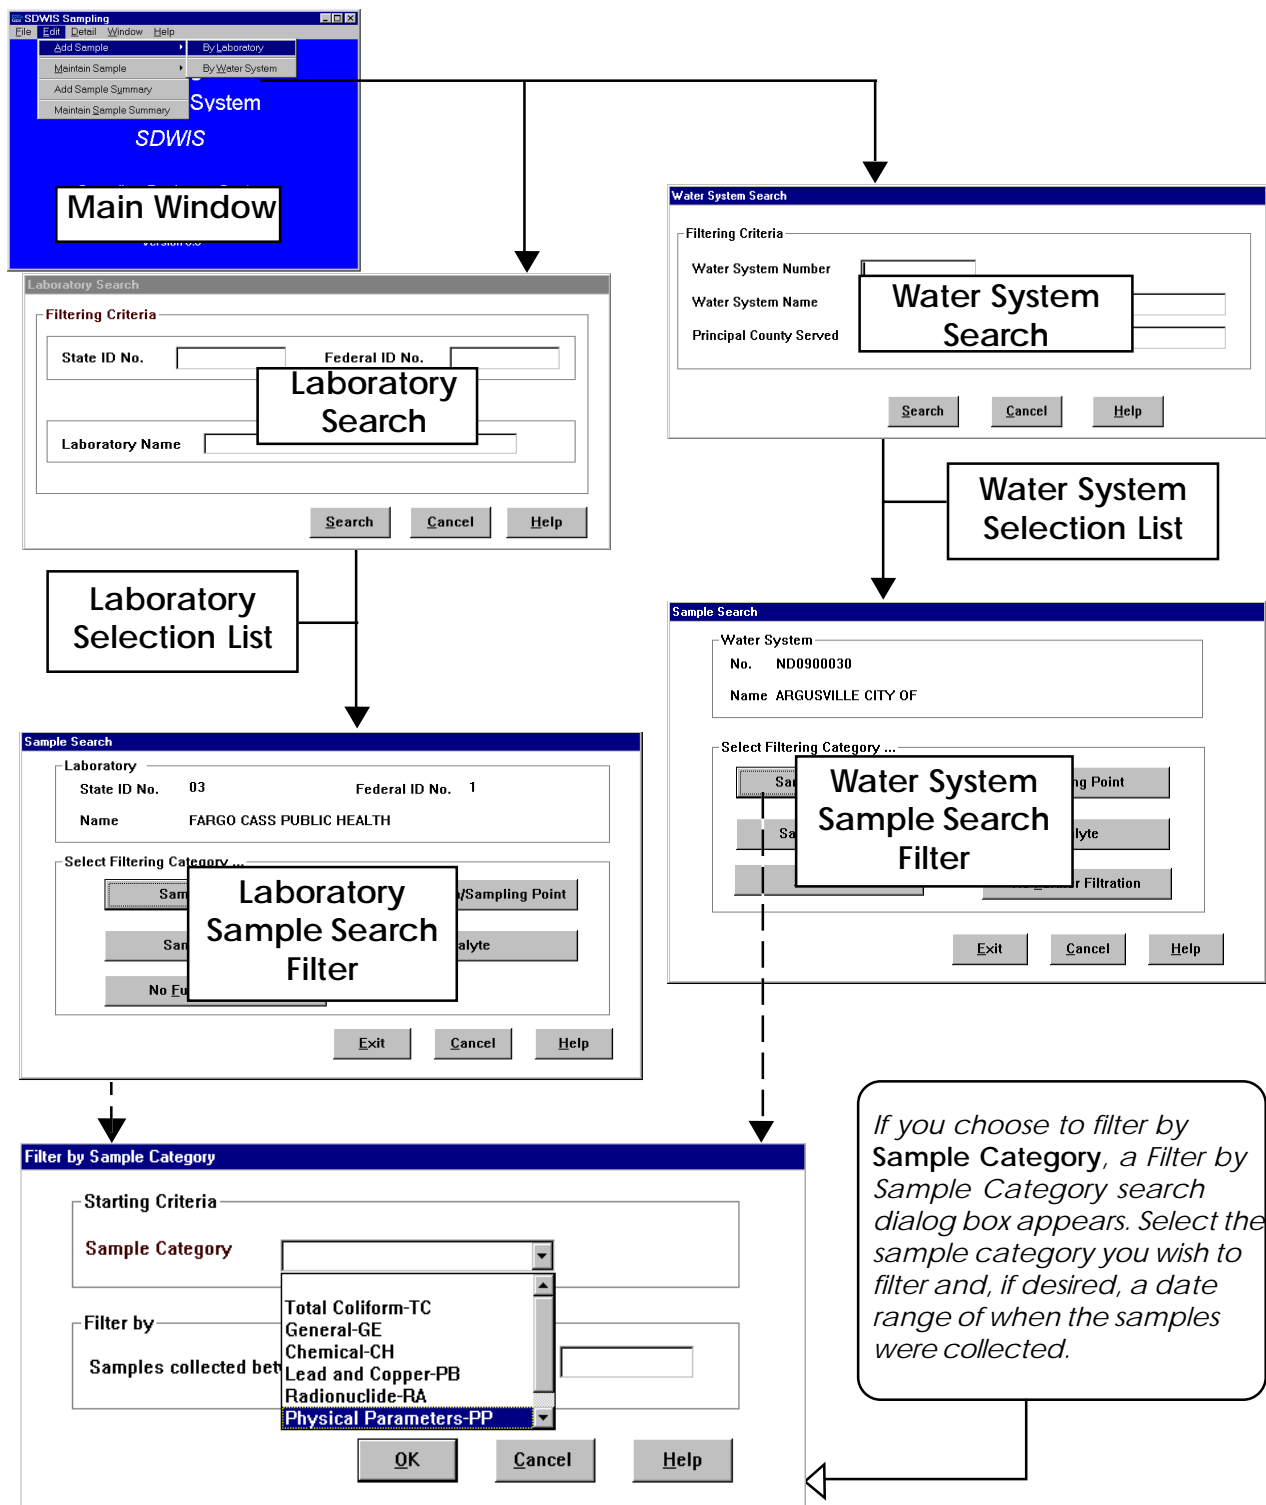 SDWIS Sampling
File Edit Detail Window Help
Add Sample
By Laboratory
Maintain Sample
By Water System
Add Sample Summary
Maintain Sample Summary
System
SDWIS
Main Window
Water System Search
Filtering Criteria
Water System Number
Water System Name
Principal County Served
Water System
Search
Search Cancel Help
Laboratory Search
Filtering Criteria
State ID No. Federal ID No.
Laboratory
Search
Laboratory Name
Search Cancel Help
Water System
Selection List
Laboratory
Selection List
Sample Search
Water System
No. ND0900030
Name ARGUSVILLE CITY OF
Select Filtering Category ...
Water System
Sample Search
Filter
Point
Filtration
Exit Cancel Help
Sample Search
Laboratory
State ID No. 03 Federal ID No. 1
Name FARGO CASS PUBLIC HEALTH
Select Filtering Category ...
Laboratory
Sample Search
Filter
/Sampling Point
No
Exit Cancel Help
If you choose to filter by
Sample Category, a Filter by
Sample Category search
dialog box appears. Select the
sample category you wish to
filter and, if desired, a date
range of when the samples
were collected.
Filter by Sample Category
Starting Criteria
Sample Category
Total Coliform-TC
General-GE
Chemical-CH
Lead and Copper-PB
Radionuclide-RA
Physical Parameters-PP
Filter by
Samples collected
OK Cancel Help